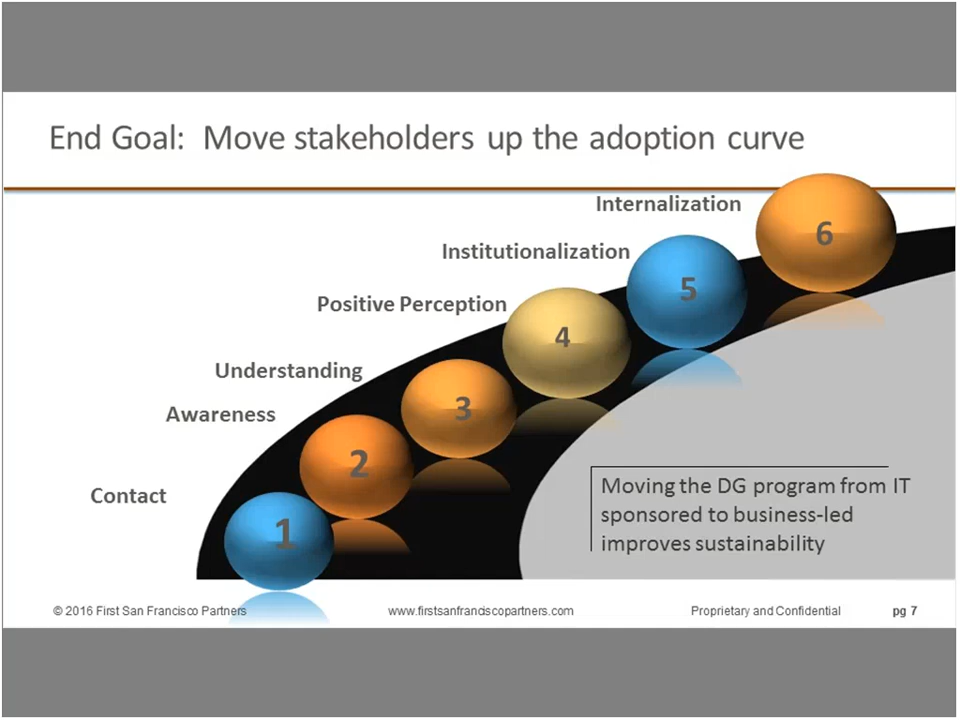 End Goal: Move stakeholders up the adoption curve
Internalization
6
Institutionalization
5
Positive Perception
4
Understanding
3
Awareness
2
Contact
1
Moving the DG program from IT
sponsored to business-led
improves sustainability
© 2016 First San Francisco Partners
www.firstsanfranciscopartners.com
Proprietary and Confidential
pg 7